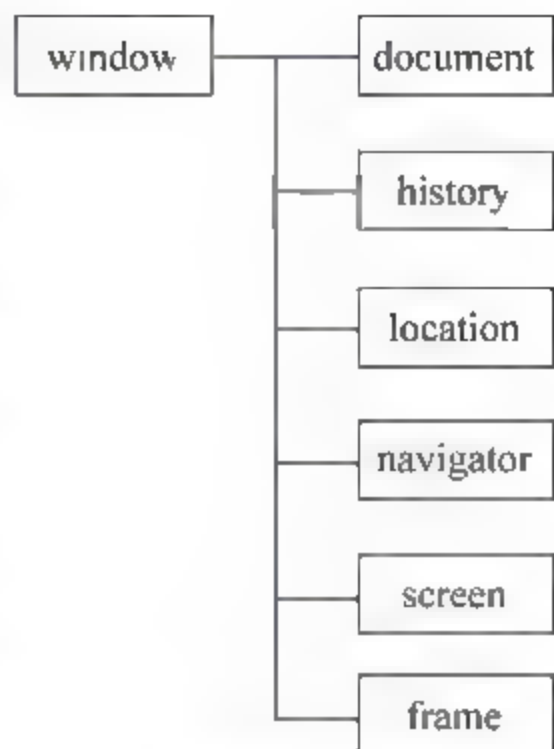 window
document
history
location
navigator
screen
frame